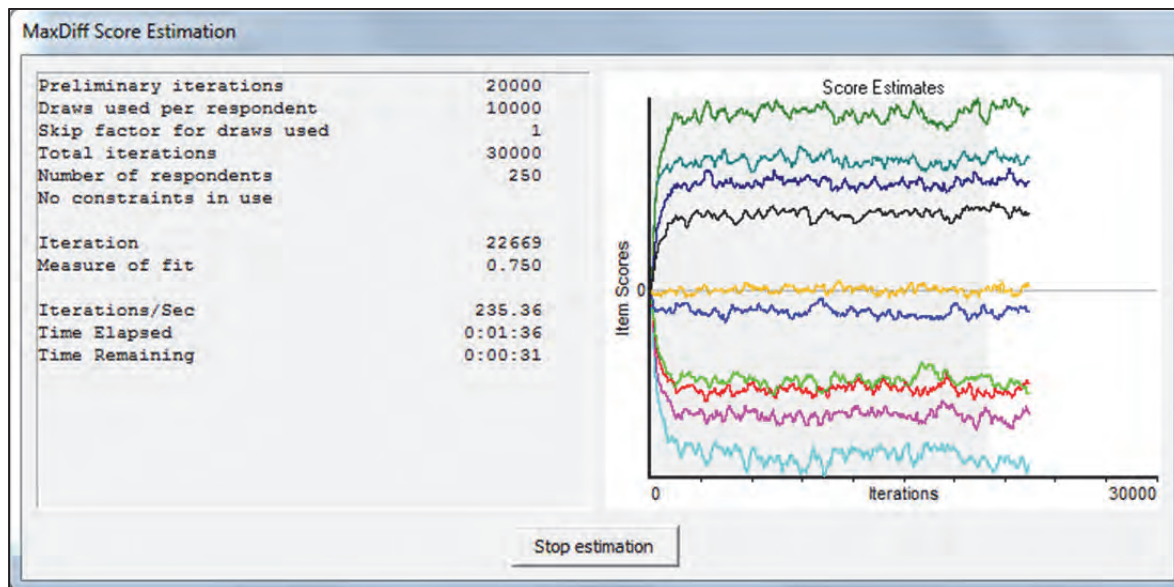 MaxDiff Score Estimation
Preliminary iterations 20000
Draws used per respondent 10000
Skip factor for draws used 1
Total iterations 30000
Number of respondents 250
No constraints in use
Iteration 22669
Measure of fit 0.750
Iterations/Sec 235.36
Time Elapsed 0:01:36
Time Remaining 0:00:31
Score Estimates
Item Scores
0
0 Iterations 30000
Stop estimation